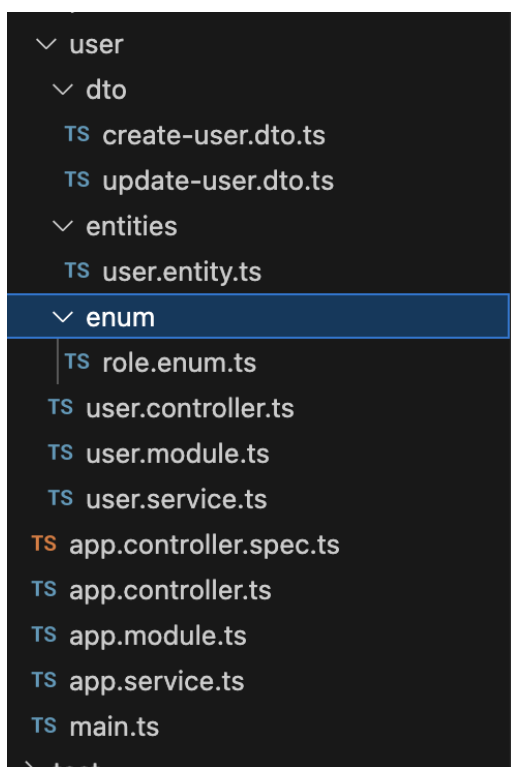 user
dto
TS create-user.dto.ts
TS update-user.dto.ts
entities
TS user.entity.ts
enum
TS role.enum.ts
TS user.controller.ts
TS user.module.ts
TS user.service.ts
TS app.controller.spec.ts
TS app.controller.ts
TS app.module.ts
TS app.service.ts
TS main.ts